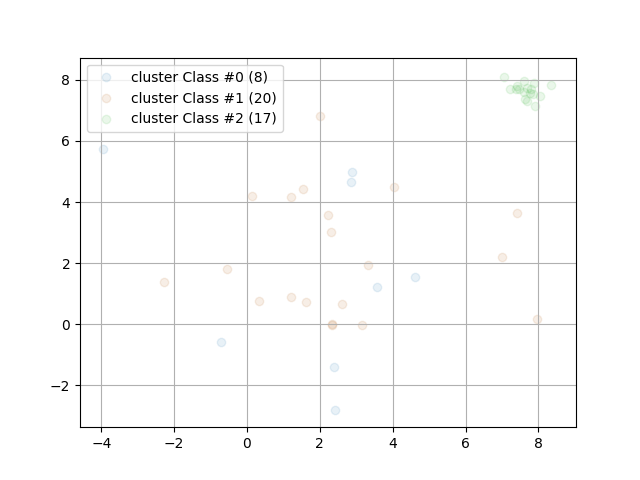 cluster Class #0 (8)
cluster Class #1 (20)
cluster Class #2 (17)
8
6
4
2
0
−2
−4 −2 0 2 4 6 8